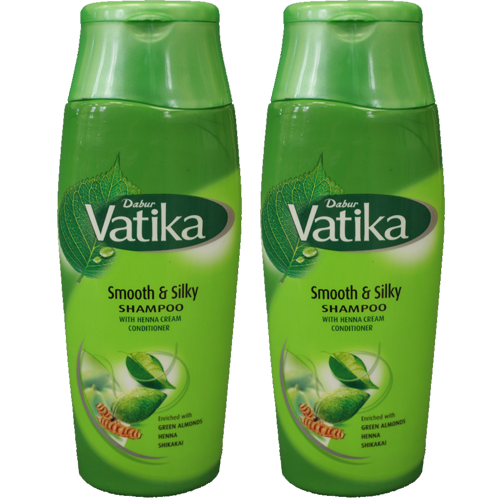 Dabur
Vatika
Smooth & Silky
SHAMPOO
WITH HENNA CREAM
CONDITIONER
Enriched with
GREEN ALMONDS
HENNA
SHIKAKAI
Dabur
Vatika
Smooth & Silky
SHAMPOO
WITH HENNA CREAM
CONDITIONER
Enriched with
GREEN ALMONDS
HENNA
SHIKAKAI